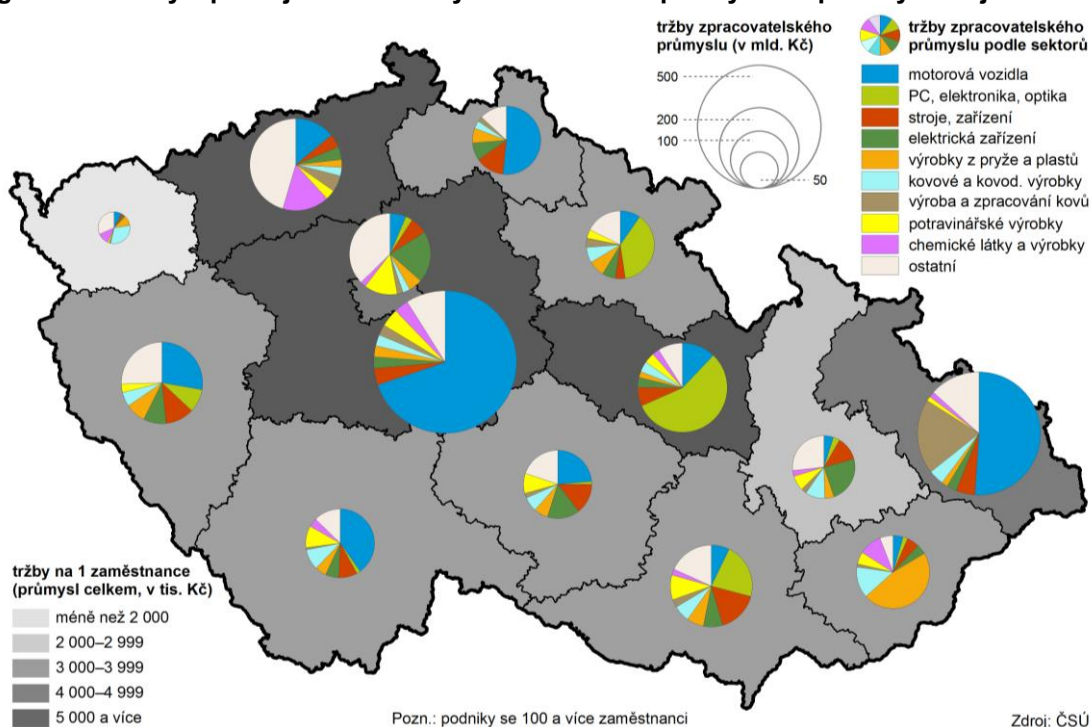 tržby zpracovatelského
průmyslu (v mld. Kč)
500
200
100
50
tržby zpracovatelského
průmyslu podle sektorů
motorová vozidla
PC, elektronika, optika
stroje, zařízení
elektrická zařízení
výrobky z pryže a plastů
kovové a kovod. výrobky
výroba a zpracování kovů
potravinářské výrobky
chemické látky a výrobky
ostatní
tržby na 1 zaměstnance
(průmysl celkem, v tis. Kč)
méně než 2 000
2 000–2 999
3 000–3 999
4 000–4 999
5 000 a více
Pozn.: podniky se 100 a více zaměstnanci
Zdroj: ČSÚ